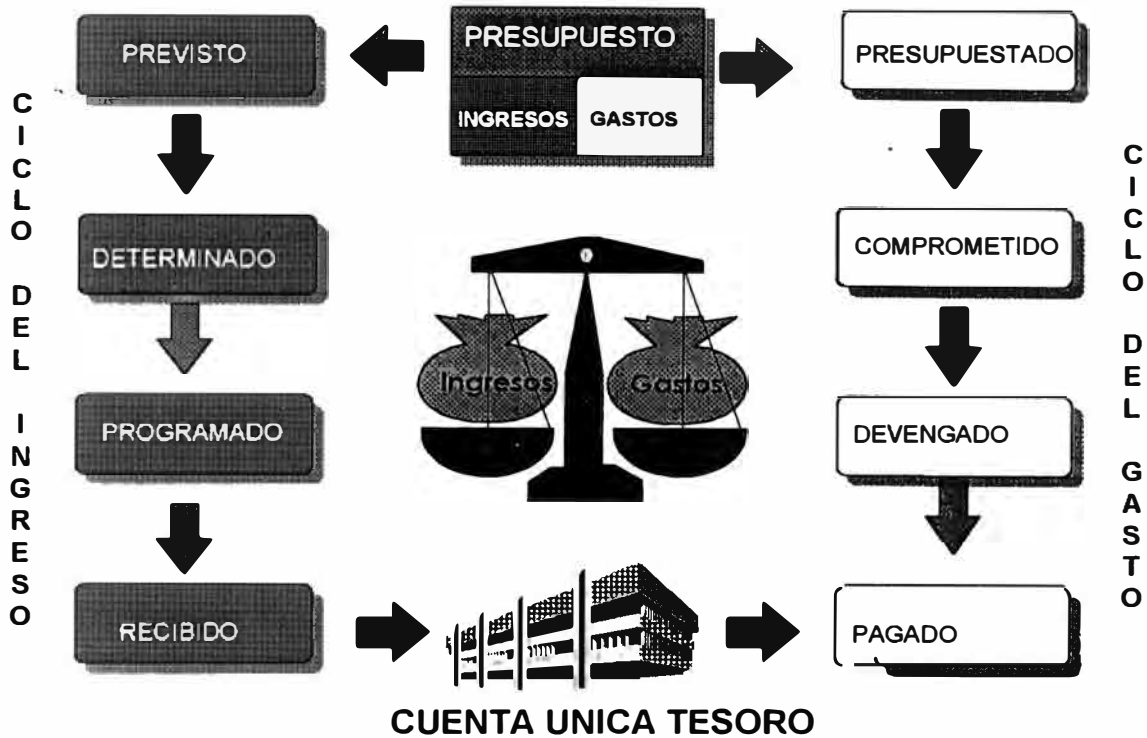 PREVISTO
PRESUPUESTO
PRESUPUESTADO
INGRESOS
GASTOS
CICLO DEL INGRESO
CICLO DEL GASTO
DETERMINADO
COMPROMETIDO
Ingresos
Gastos
PROGRAMADO
DEVENGADO
RECIBIDO
PAGADO
CUENTA UNICA TESORO